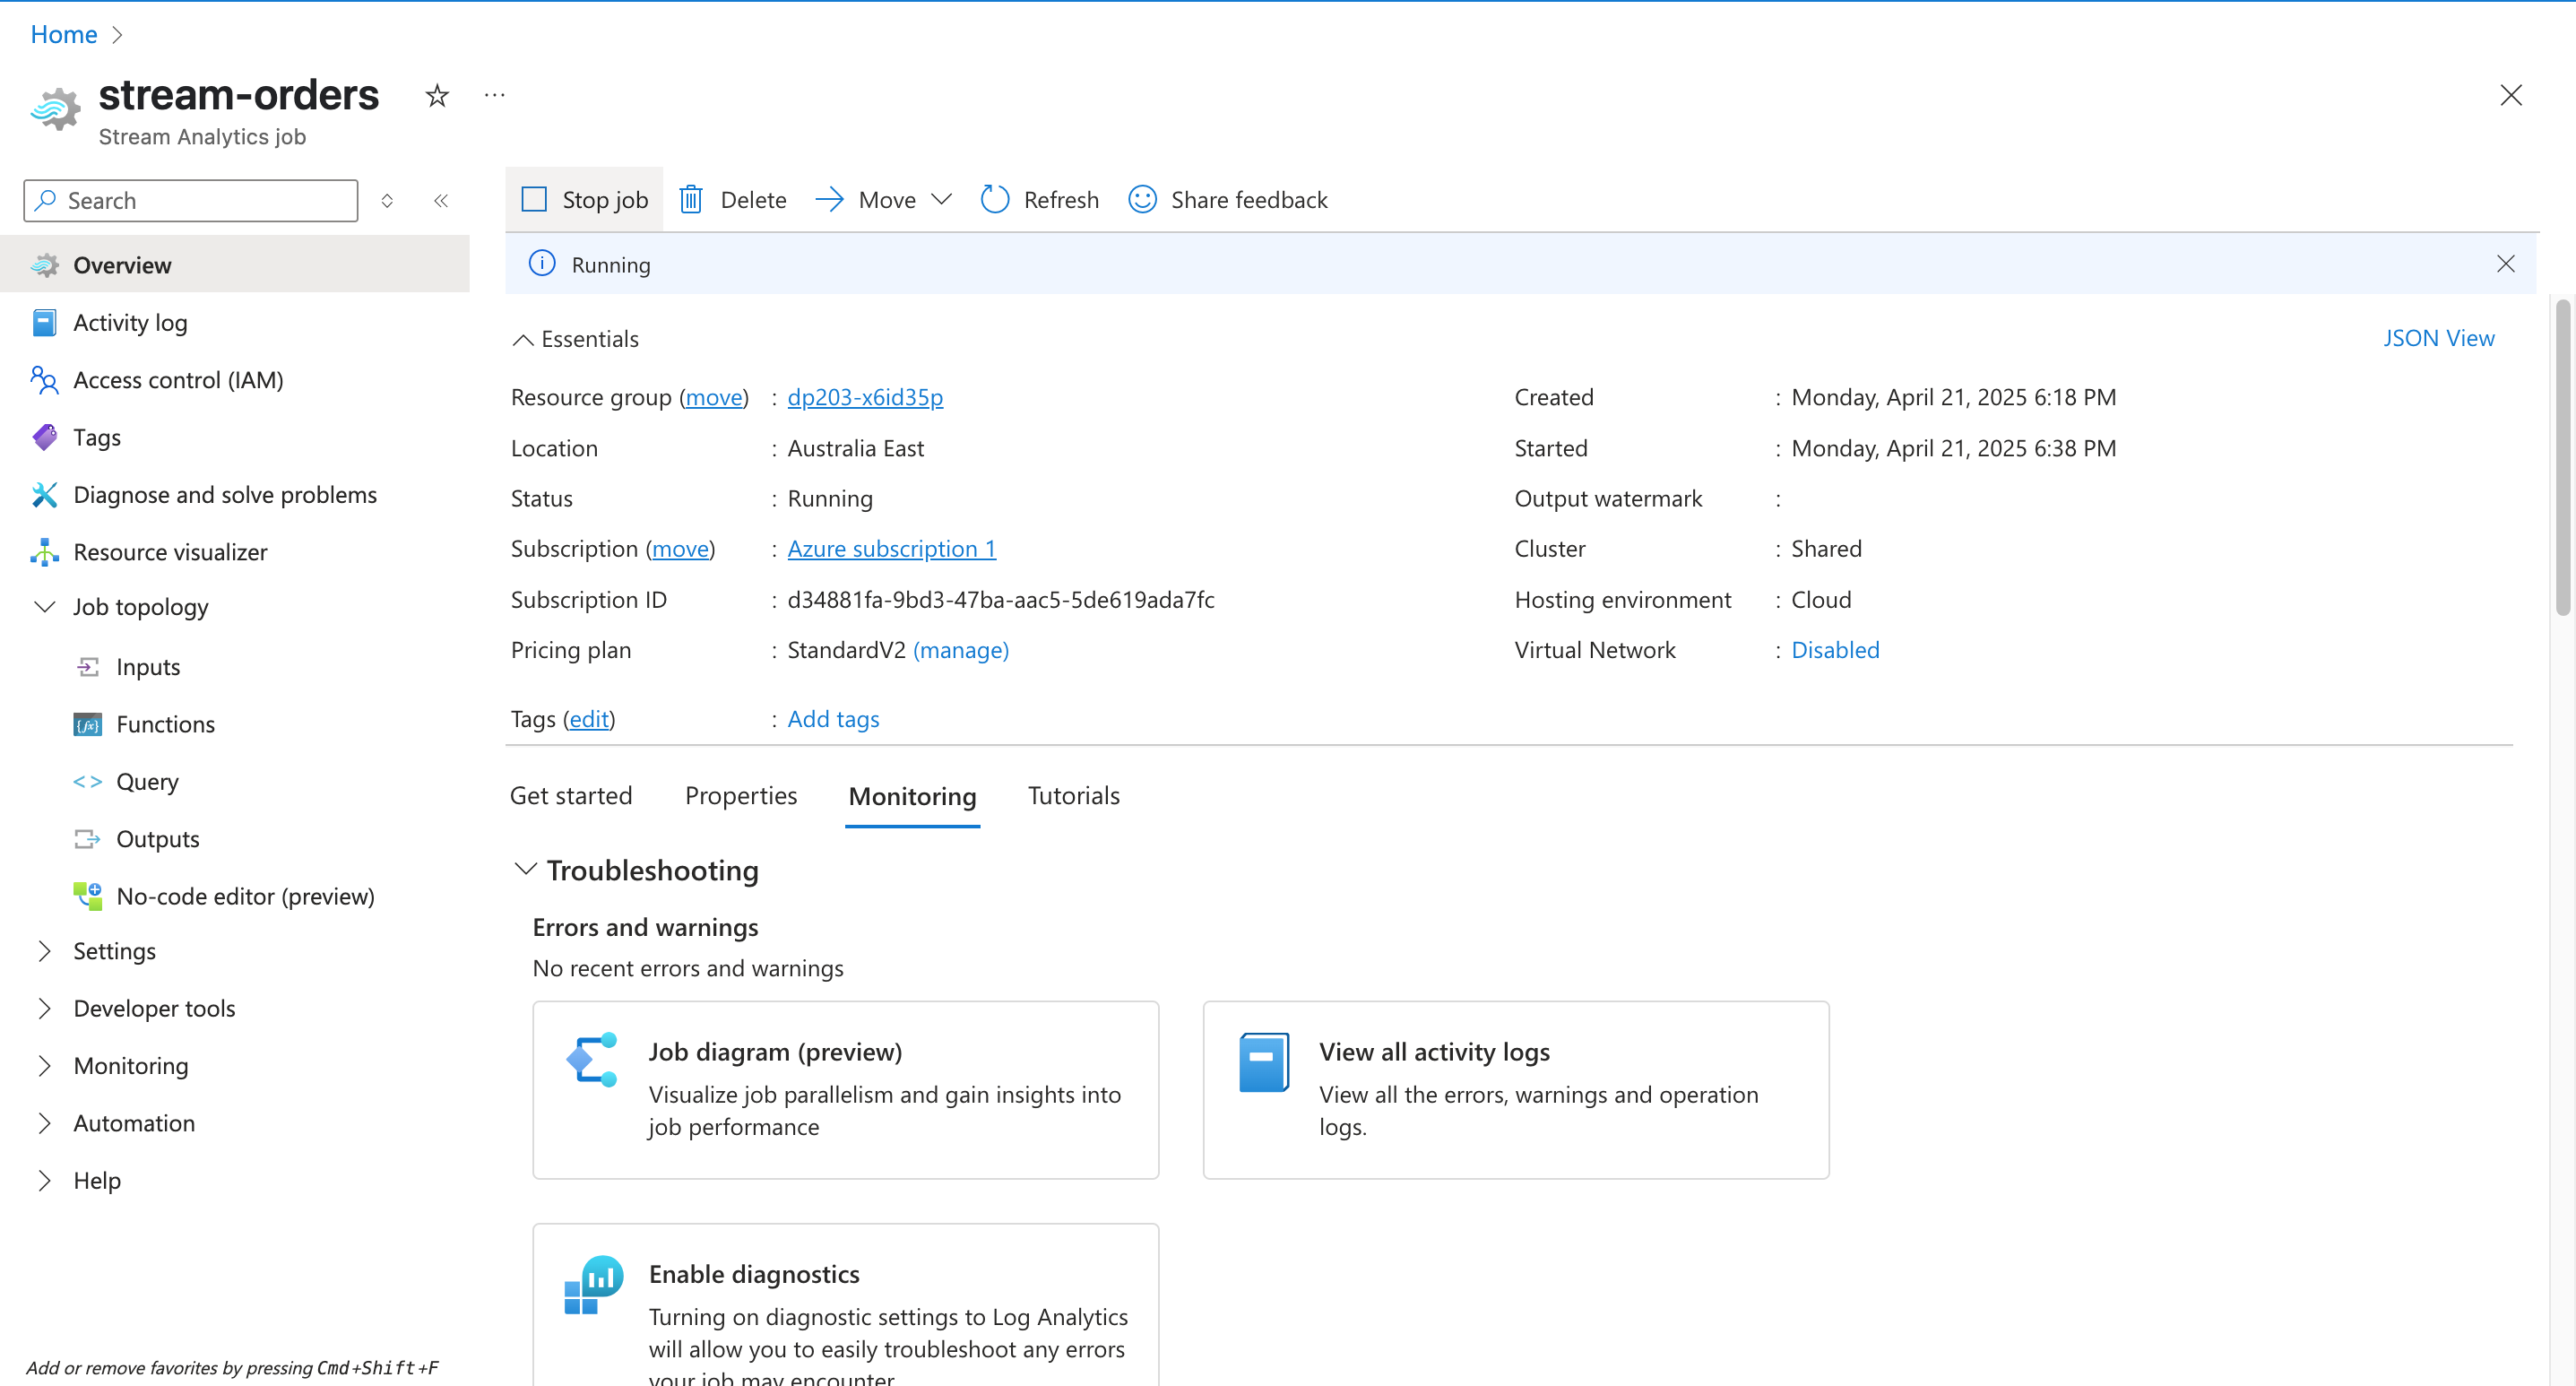 Home
stream-orders
Stream Analytics job
Search
Stop job
Delete
Move
Refresh
Share feedback
Overview
Activity log
Access control (IAM)
Tags
Diagnose and solve problems
Resource visualizer
Job topology
Inputs
Functions
Query
Outputs
No-code editor (preview)
Settings
Developer tools
Monitoring
Automation
Help
Add or remove favorites by pressing Cmd+Shift+F
Running
Essentials
JSON View
Resource group (move) : dp203-x6id35p
Location : Australia East
Status : Running
Subscription (move) : Azure subscription 1
Subscription ID : d34881fa-9bd3-47ba-aac5-5de619ada7fc
Pricing plan : StandardV2 (manage)
Created : Monday, April 21, 2025 6:18 PM
Started : Monday, April 21, 2025 6:38 PM
Output watermark :
Cluster : Shared
Hosting environment : Cloud
Virtual Network : Disabled
Tags (edit) : Add tags
Get started
Properties
Monitoring
Tutorials
Troubleshooting
Errors and warnings
No recent errors and warnings
Job diagram (preview)
Visualize job parallelism and gain insights into
job performance
View all activity logs
View all the errors, warnings and operation
logs.
Enable diagnostics
Turning on diagnostic settings to Log Analytics
will allow you to easily troubleshoot any errors
your job may encounter